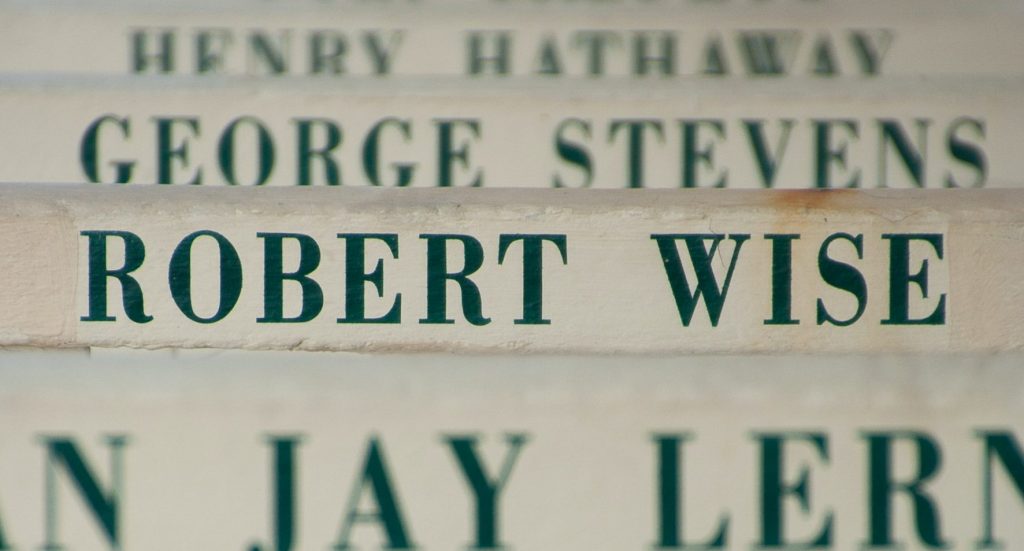 HENRY HATHAWAY
GEORGE STEVENS
ROBERT WISE
AN JAY LERN